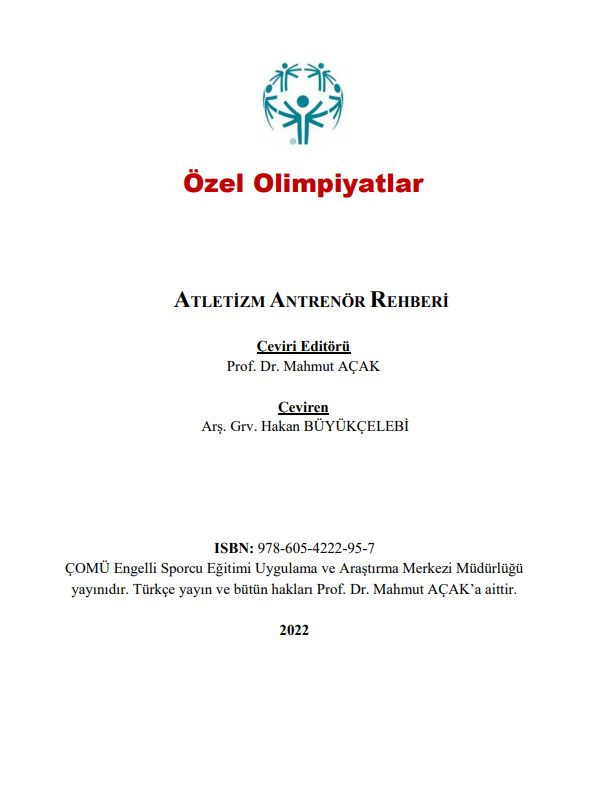 Özel Olimpiyatlar
ATLETİZM ANTRENÖR REHBERİ
Çeviri Editörü
Prof. Dr. Mahmut AÇAK
Çeviren
Arş. Grv. Hakan BÜYÜKÇELEBİ
ISBN: 978-605-4222-95-7
ÇOMÜ Engelli Sporcu Eğitimi Uygulama ve Araştırma Merkezi Müdürlüğü
yayınıdır. Türkçe yayın ve bütün hakları Prof. Dr. Mahmut AÇAK’a aittir.
2022